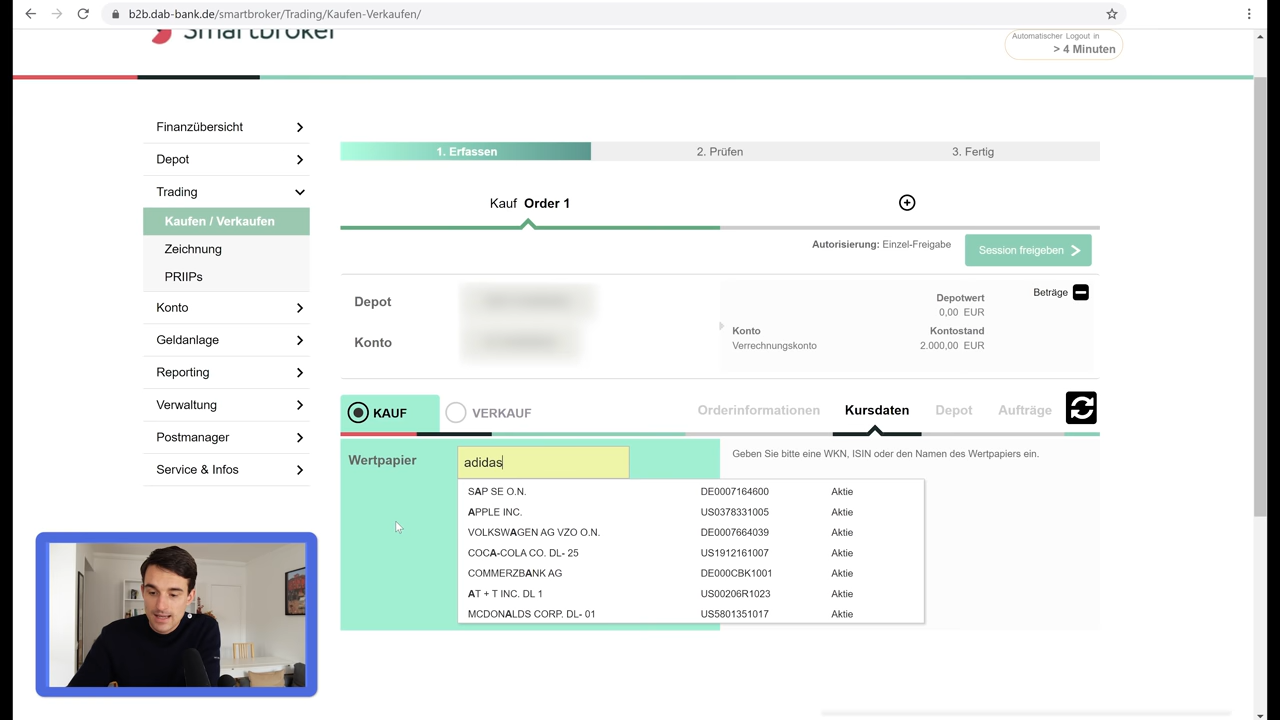 b2b.dab-bank.de/smartbroker/Trading/Kaufen-Verkaufen/
Smartbroker
Automatischer Logout in
> 4 Minuten
Finanzübersicht
Depot
Trading
Kaufen / Verkaufen
Zeichnung
PRIIPs
Konto
Geldanlage
Reporting
Verwaltung
Postmanager
Service & Infos
1. Erfassen 2. Prüfen 3. Fertig
Kauf Order 1
Autorisierung: Einzel-Freigabe Session freigeben
Depot
Konto
Beträge
Depotwert
0,00 EUR
Konto Kontostand
Verrechnungskonto 2.000,00 EUR
KAUF VERKAUF
Orderinformationen Kursdaten Depot Aufträge
Wertpapier adidas
Geben Sie bitte eine WKN, ISIN oder den Namen des Wertpapiers ein.
SAP SE O.N. DE0007164600 Aktie
APPLE INC. US0378331005 Aktie
VOLKSWAGEN AG VZO O.N. DE0007664039 Aktie
COCA-COLA CO. DL- 25 US1912161007 Aktie
COMMERZBANK AG DE000CBK1001 Aktie
AT + T INC. DL 1 US00206R1023 Aktie
MCDONALDS CORP. DL- 01 US5801351017 Aktie